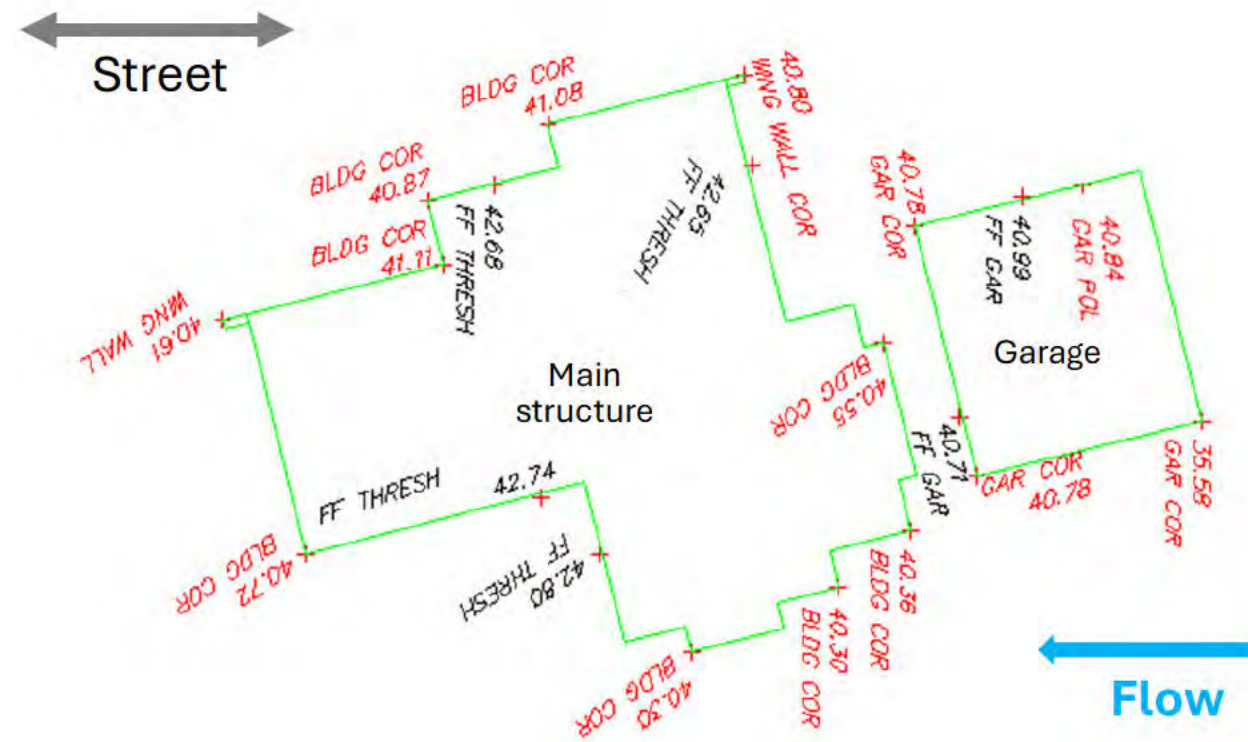 Street
BLDG COR
41.08
40.80
WING WALL COR
BLDG COR
40.87
BLDG COR
41.11
42.68
FF THRESH
42.65
FF THRESH
40.78
GAR COR
40.99
FF GAR
40.84
GAR POL
Garage
WING WALL
40.61
Main
structure
BLDG COR
40.55
40.71
FF GAR
GAR COR
40.78
35.58
GAR COR
FF THRESH
42.74
BLDG COR
40.72
FF THRESH
42.80
40.36
BLDG COR
40.30
BLDG COR
BLDG COR
40.30
Flow